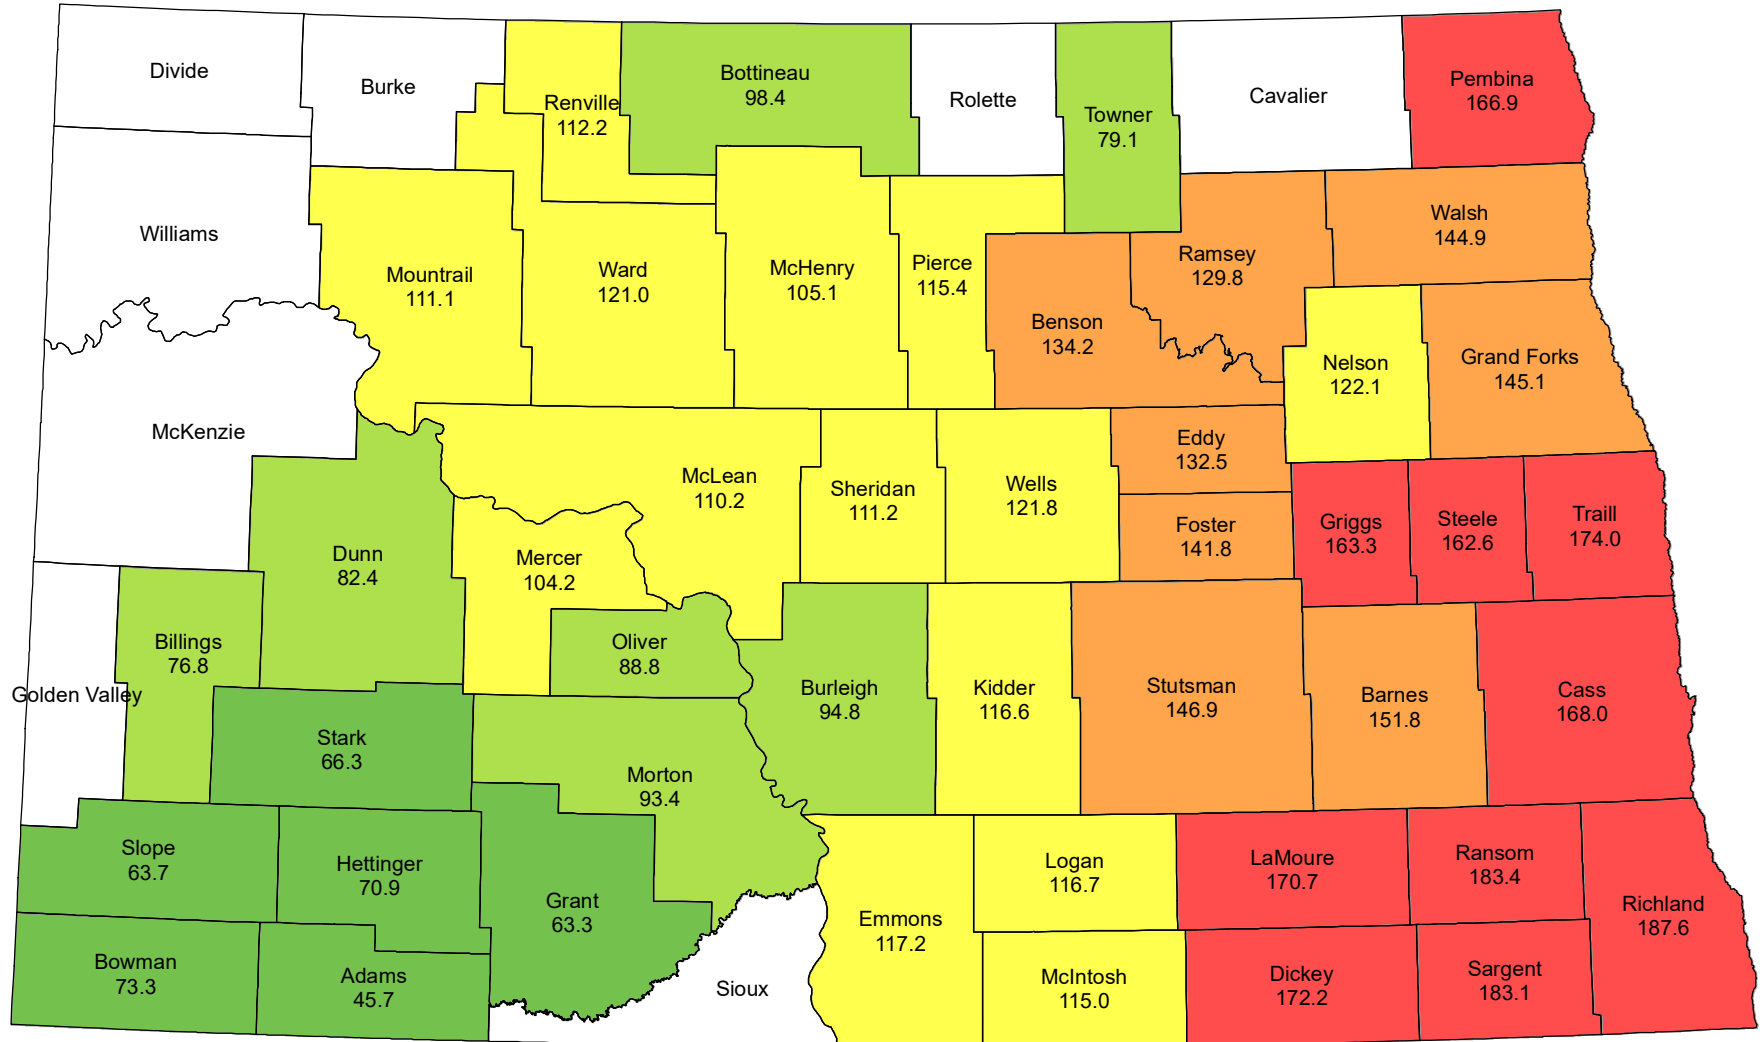 Divide
Burke
Renville
112.2
Bottineau
98.4
Rolette
Towner
79.1
Cavalier
Pembina
166.9
Williams
Mountrail
111.1
Ward
121.0
McHenry
105.1
Pierce
115.4
Benson
134.2
Ramsey
129.8
Walsh
144.9
Nelson
122.1
Grand Forks
145.1
McKenzie
Dunn
82.4
McLean
110.2
Mercer
104.2
Sheridan
111.2
Wells
121.8
Eddy
132.5
Foster
141.8
Griggs
163.3
Steele
162.6
Traill
174.0
Golden Valley
Billings
76.8
Stark
66.3
Oliver
88.8
Morton
93.4
Burleigh
94.8
Kidder
116.6
Stutsman
146.9
Barnes
151.8
Cass
168.0
Slope
63.7
Hettinger
70.9
Grant
63.3
Bowman
73.3
Adams
45.7
Sioux
Emmons
117.2
Logan
116.7
McIntosh
115.0
LaMoure
170.7
Dickey
172.2
Ransom
183.4
Sargent
183.1
Richland
187.6